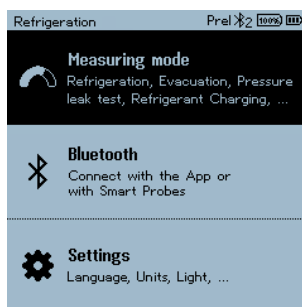 Refrigeration Prel 2 100%
Measuring mode
Refrigeration, Evacuation, Pressure
leak test, Refrigerant Charging, ...
Bluetooth
Connect with the App or
with Smart Probes
Settings
Language, Units, Light, ...